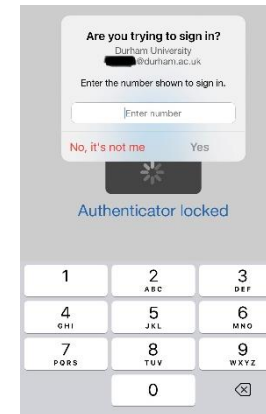 Are you trying to sign in?
Durham University
@durham.ac.uk
Enter the number shown to sign in.
Enter number
No, it's not me Yes
Authenticator locked
1 2 3
ABC DEF
4 5 6
GHI JKL MNO
7 8 9
PQRS TUV WXYZ
0